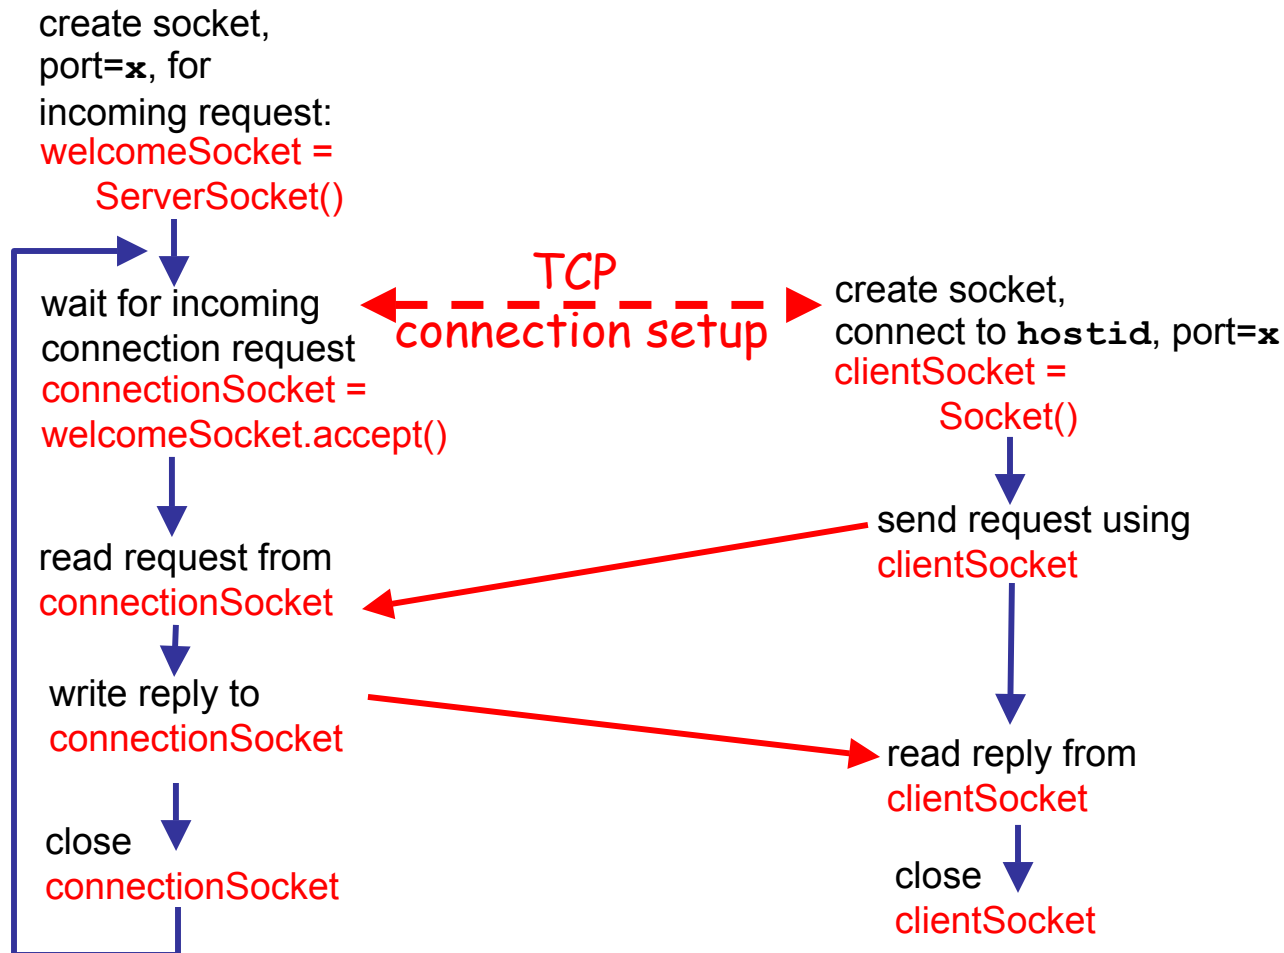 create socket,
port=x, for
incoming request:
welcomeSocket =
ServerSocket()
wait for incoming
connection request
connectionSocket =
welcomeSocket.accept()
TCP
connection setup
create socket,
connect to hostid, port=x
clientSocket =
Socket()
send request using
clientSocket
read request from
connectionSocket
write reply to
connectionSocket
read reply from
clientSocket
close
connectionSocket
close
clientSocket